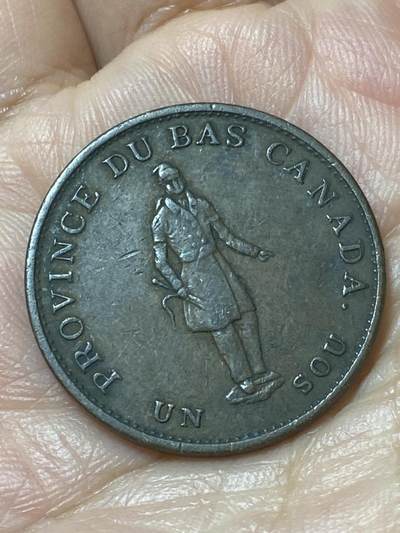 PROVINCE DU BAS CANADA.
UN SOU